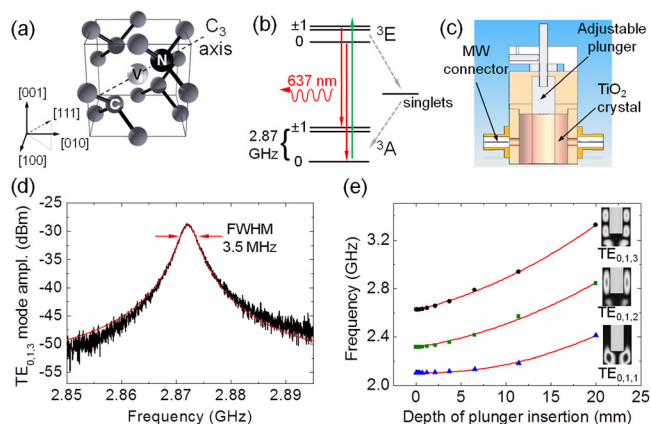 (a)
C3
axis
N
V
C
[001]
[111]
[010]
[100]
(b)
±1
0
3E
637 nm
singlets
±1
2.87
GHz
0
3A
(c)
Adjustable
plunger
MW
connector
TiO2
crystal
(d)
TE0,1,3 mode ampl. (dBm)
-25
-30
-35
-40
-45
-50
-55
FWHM
3.5 MHz
2.85
2.86
2.87
2.88
2.89
Frequency (GHz)
(e)
Frequency (GHz)
3.2
2.8
2.4
2.0
TE0,1,3
TE0,1,2
TE0,1,1
0
5
10
15
20
25
Depth of plunger insertion (mm)